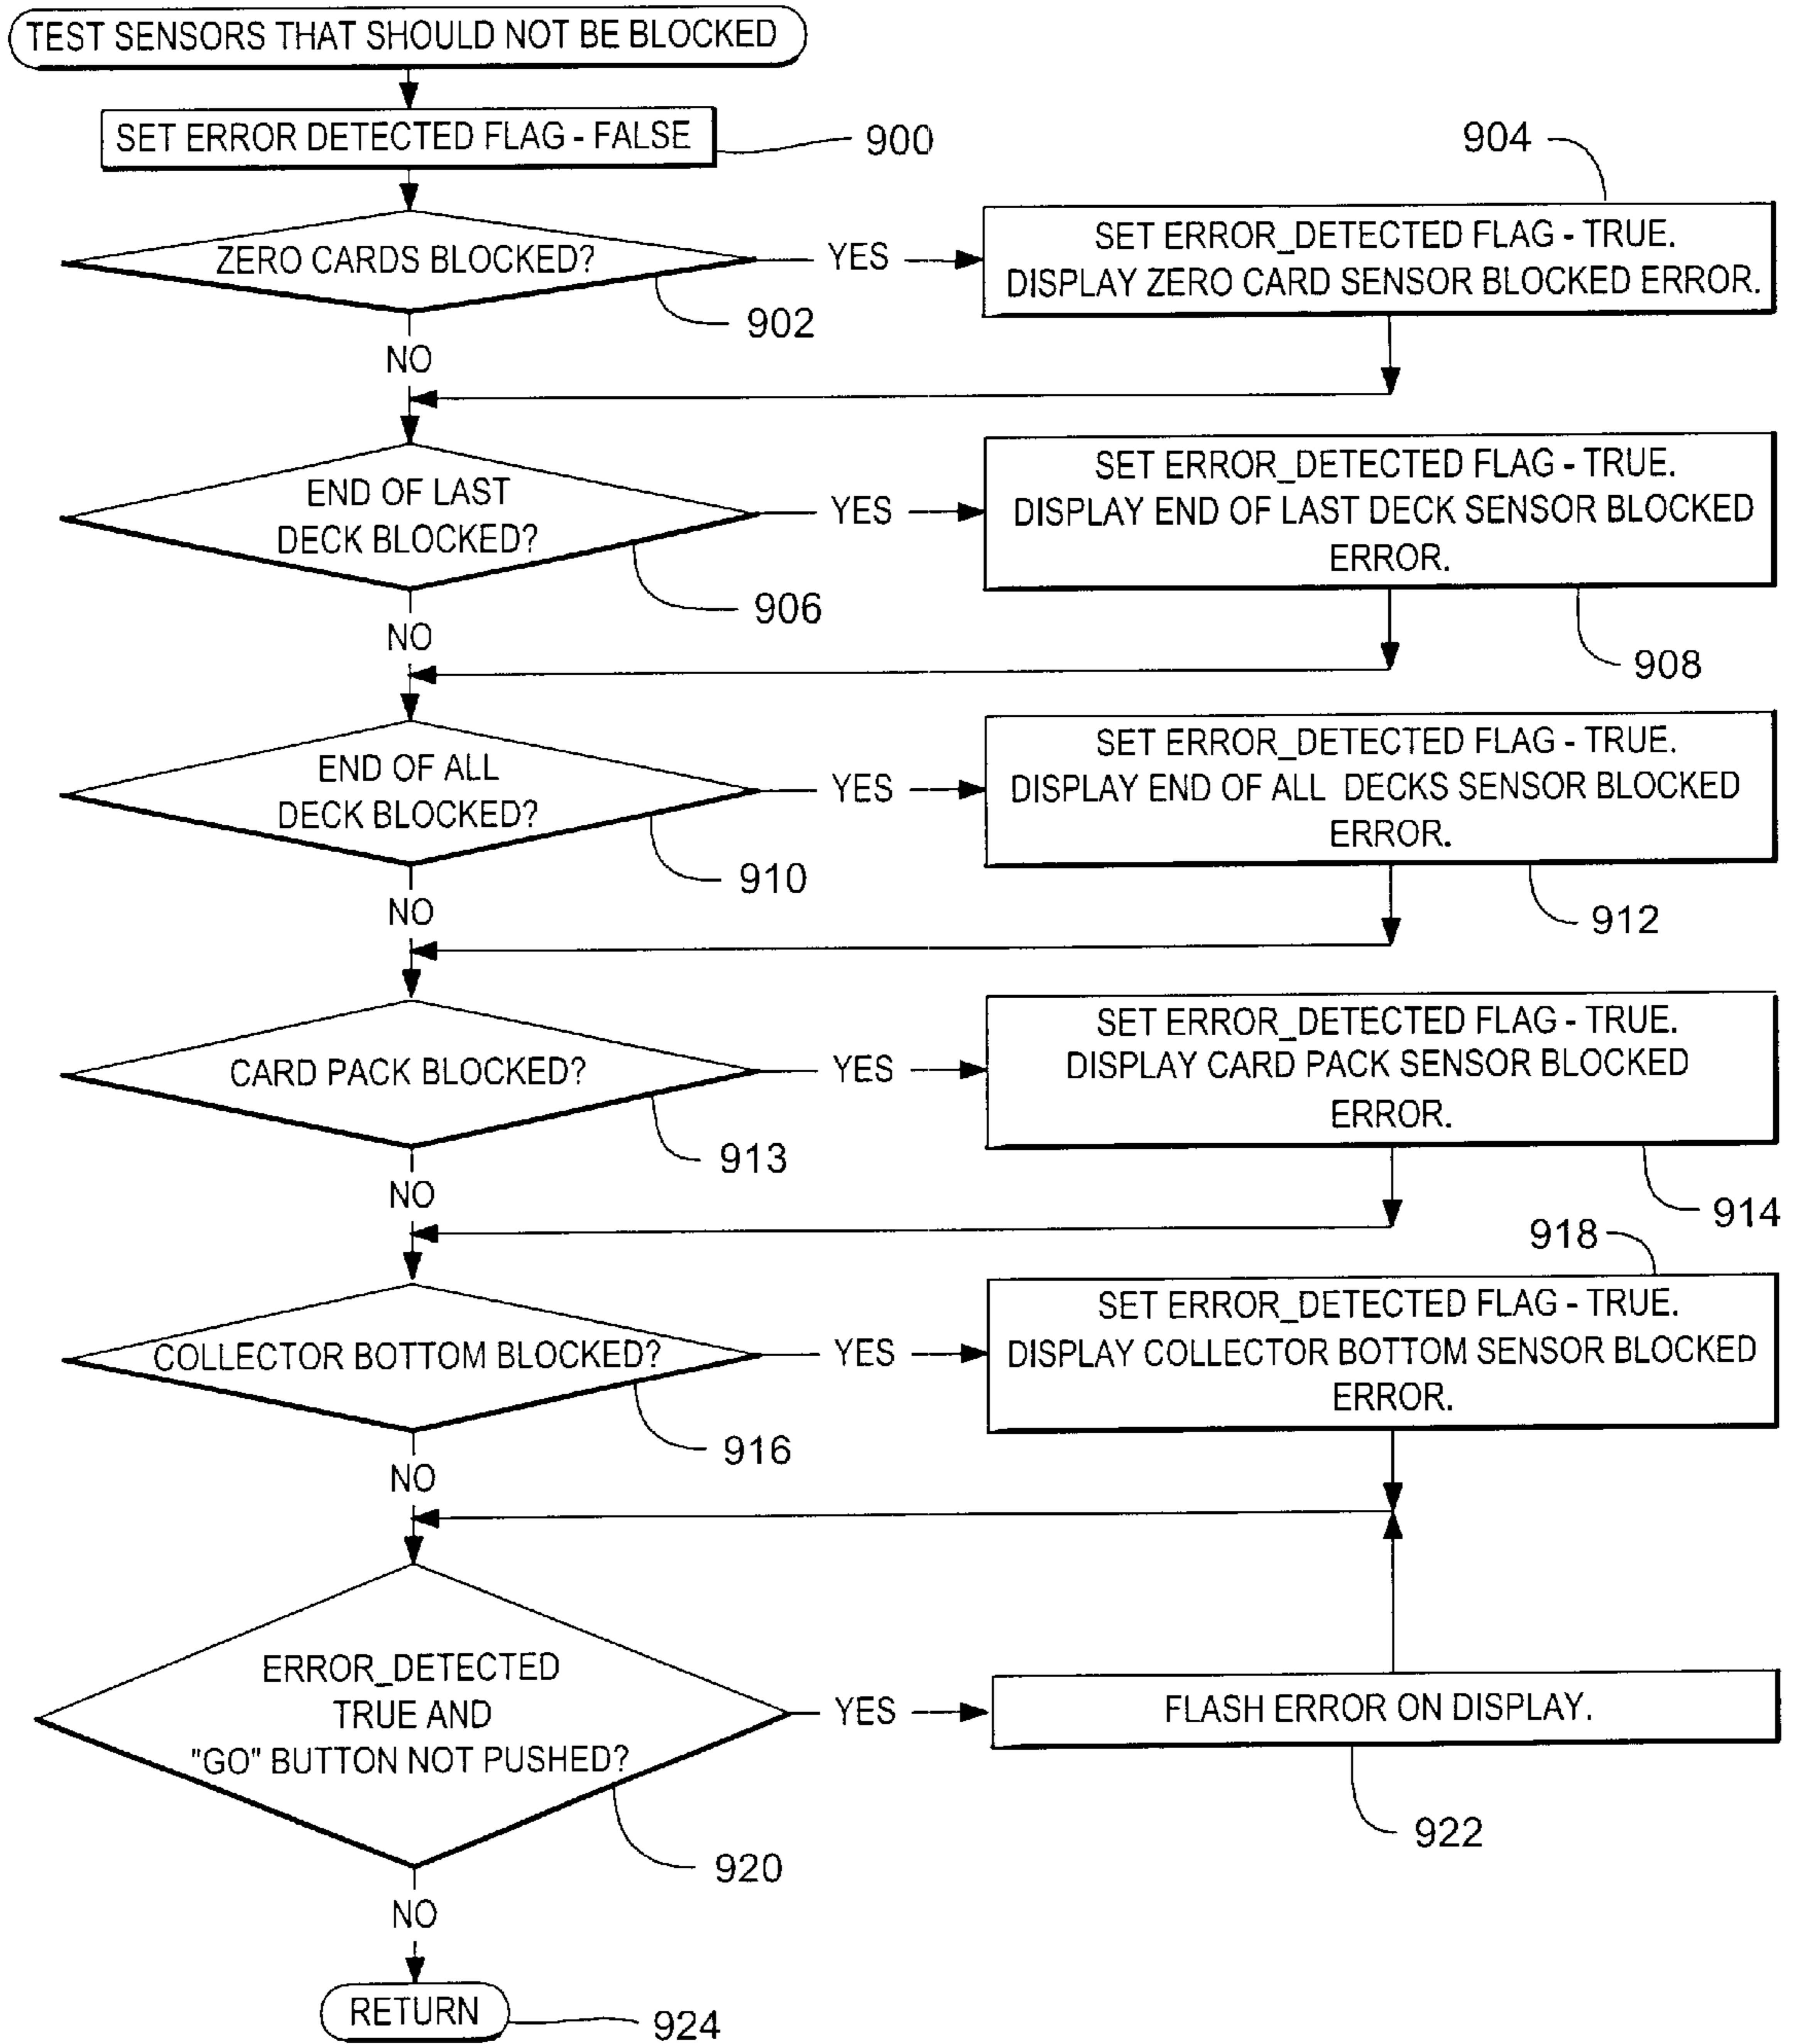 TEST SENSORS THAT SHOULD NOT BE BLOCKED
SET ERROR DETECTED FLAG - FALSE
900
904
ZERO CARDS BLOCKED?
YES
SET ERROR_DETECTED FLAG - TRUE.
DISPLAY ZERO CARD SENSOR BLOCKED ERROR.
902
NO
END OF LAST
DECK BLOCKED?
YES
SET ERROR_DETECTED FLAG - TRUE.
DISPLAY END OF LAST DECK SENSOR BLOCKED
ERROR.
906
NO
908
END OF ALL
DECK BLOCKED?
YES
SET ERROR_DETECTED FLAG - TRUE.
DISPLAY END OF ALL DECKS SENSOR BLOCKED
ERROR.
910
NO
912
CARD PACK BLOCKED?
YES
SET ERROR_DETECTED FLAG - TRUE.
DISPLAY CARD PACK SENSOR BLOCKED
ERROR.
913
NO
914
918
COLLECTOR BOTTOM BLOCKED?
YES
SET ERROR_DETECTED FLAG - TRUE.
DISPLAY COLLECTOR BOTTOM SENSOR BLOCKED
ERROR.
916
NO
ERROR_DETECTED
TRUE AND
"GO" BUTTON NOT PUSHED?
YES
FLASH ERROR ON DISPLAY.
922
920
NO
RETURN
924